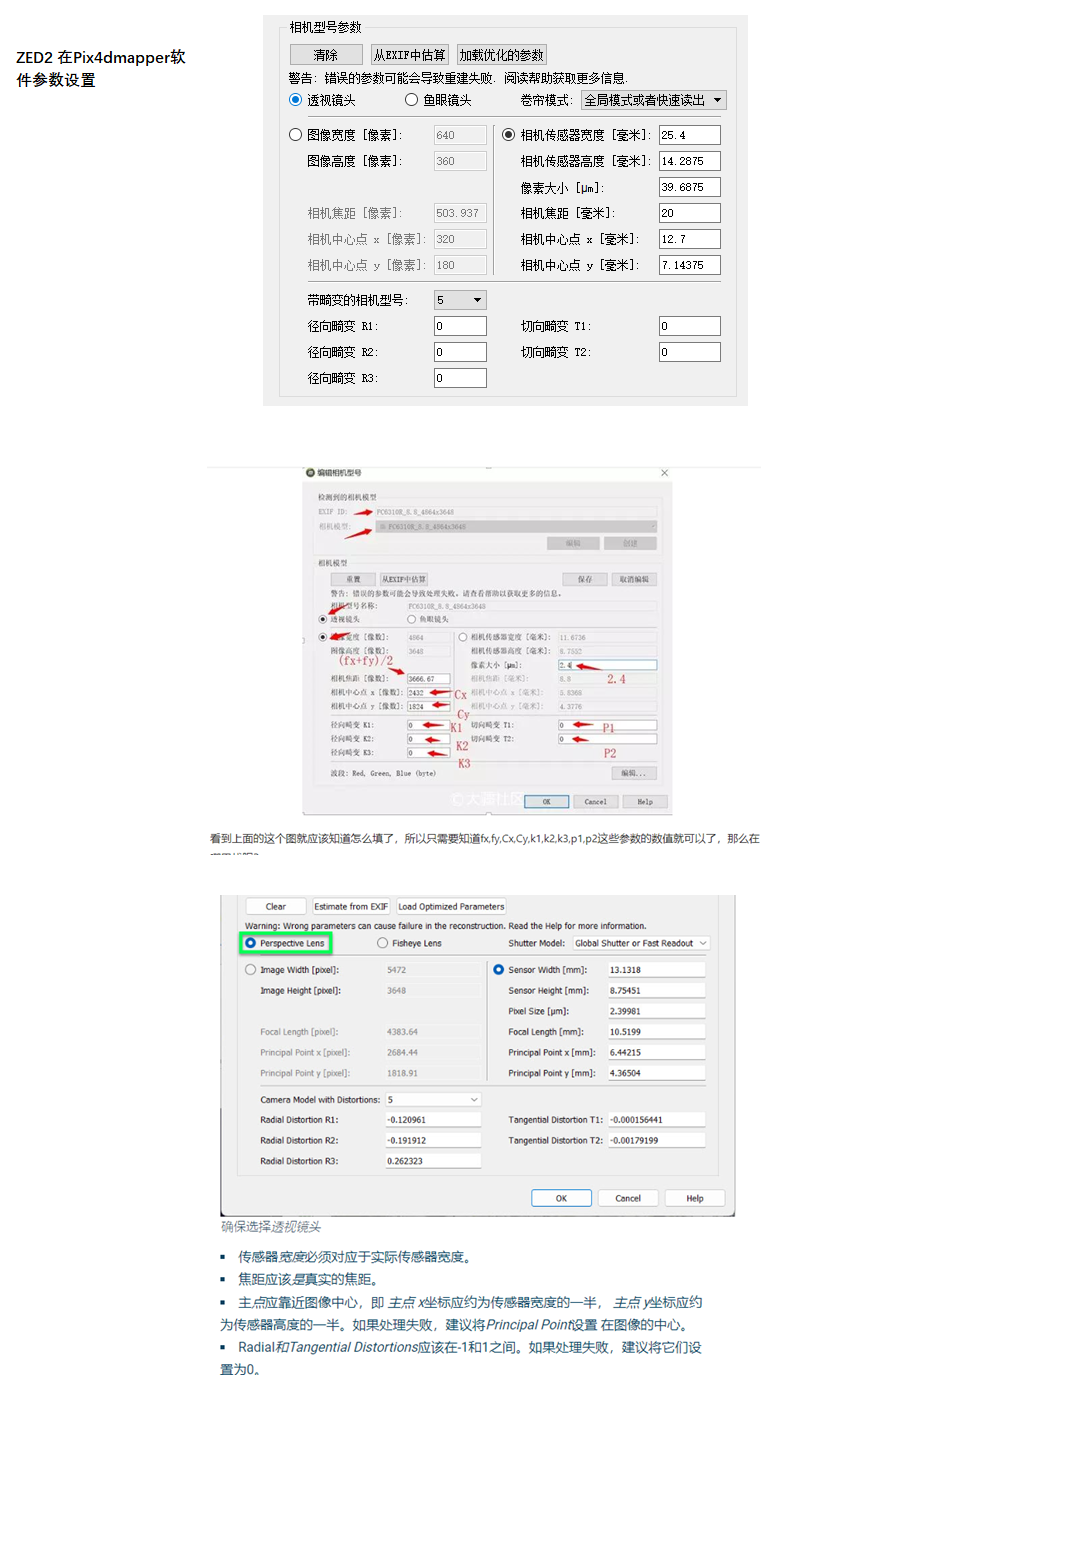 ZED2 在Pix4dmapper软
件参数设置
相机型号参数
清除 从EXIF中估算 加载优化的参数
警告: 错误的参数可能会导致重建失败. 阅读帮助获取更多信息.
透视镜头 鱼眼镜头 卷帘模式: 全局模式或者快速读出
图像宽度 [像素]: 640 相机传感器宽度 [毫米]: 25.4
图像高度 [像素]: 360 相机传感器高度 [毫米]: 14.2875
像素大小 [μm]: 39.6875
相机焦距 [像素]: 503.937 相机焦距 [毫米]: 20
相机中心点 x [像素]: 320 相机中心点 x [毫米]: 12.7
相机中心点 y [像素]: 180 相机中心点 y [毫米]: 7.14375
带畸变的相机型号: 5
径向畸变 R1: 0 切向畸变 T1: 0
径向畸变 R2: 0 切向畸变 T2: 0
径向畸变 R3: 0
编辑相机型号
检测到的相机模型
EXIF ID: FC6310R_8.8_4864x3648
相机模型: FC6310R_8.8_4864x3648
编辑 创建
相机模型
重置 从EXIF中估算 保存 取消编辑
警告: 错误的参数可能会导致处理失败。请查看帮助以获取更多的信息。
相机型号名称: FC6310R_8.8_4864x3648
透视镜头 鱼眼镜头
图像宽度 [像数]: 4864 相机传感器宽度 [毫米]: 11.6736
图像高度 [像数]: 3648 相机传感器高度 [毫米]: 8.7552
(fx+fy)/2 像素大小 [μm]: 2.4
相机焦距 [像数]: 3666.67 相机焦距 [毫米]: 8.8 2.4
相机中心点 x [像数]: 2432 Cx 相机中心点 x [毫米]: 5.8368
相机中心点 y [像数]: 1824 Cy 相机中心点 y [毫米]: 4.3776
径向畸变 K1: 0 K1 切向畸变 T1: 0 P1
径向畸变 K2: 0 K2 切向畸变 T2: 0 P2
径向畸变 K3: 0 K3
波段: Red, Green, Blue (byte) 编辑...
大疆社区
OK Cancel Help
看到上面的这个图就应该知道怎么填了，所以只需要知道fx,fy,Cx,Cy,k1,k2,k3,p1,p2这些参数的数值就可以了，那么在
Clear Estimate from EXIF Load Optimized Parameters
Warning: Wrong parameters can cause failure in the reconstruction. Read the Help for more information.
Perspective Lens Fisheye Lens Shutter Model: Global Shutter or Fast Readout
Image Width [pixel]: 5472 Sensor Width [mm]: 13.1318
Image Height [pixel]: 3648 Sensor Height [mm]: 8.75451
Pixel Size [μm]: 2.39981
Focal Length [pixel]: 4383.64 Focal Length [mm]: 10.5199
Principal Point x [pixel]: 2684.44 Principal Point x [mm]: 6.44215
Principal Point y [pixel]: 1818.91 Principal Point y [mm]: 4.36504
Camera Model with Distortions: 5
Radial Distortion R1: -0.120961 Tangential Distortion T1: -0.000156441
Radial Distortion R2: -0.191912 Tangential Distortion T2: -0.00179199
Radial Distortion R3: 0.262323
OK Cancel Help
确保选择透视镜头
▪ 传感器宽度必须对应于实际传感器宽度。
▪ 焦距应该是真实的焦距。
▪ 主点应靠近图像中心，即 主点 x坐标应约为传感器宽度的一半， 主点 y坐标应约
为传感器高度的一半。如果处理失败，建议将Principal Point设置 在图像的中心。
▪ Radial和Tangential Distortions应该在-1和1之间。如果处理失败，建议将它们设
置为0。